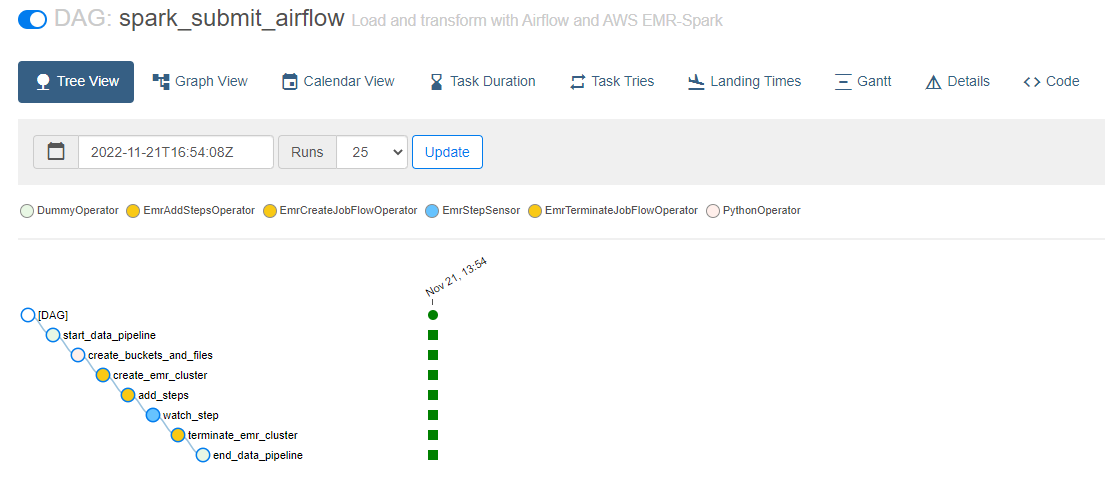 DAG: spark_submit_airflow Load and transform with Airflow and AWS EMR-Spark
Tree View Graph View Calendar View Task Duration Task Tries Landing Times Gantt Details Code
2022-11-21T16:54:08Z Runs 25 Update
DummyOperator EmrAddStepsOperator EmrCreateJobFlowOperator EmrStepSensor EmrTerminateJobFlowOperator PythonOperator
Nov 21, 13:54
[DAG]
start_data_pipeline
create_buckets_and_files
create_emr_cluster
add_steps
watch_step
terminate_emr_cluster
end_data_pipeline